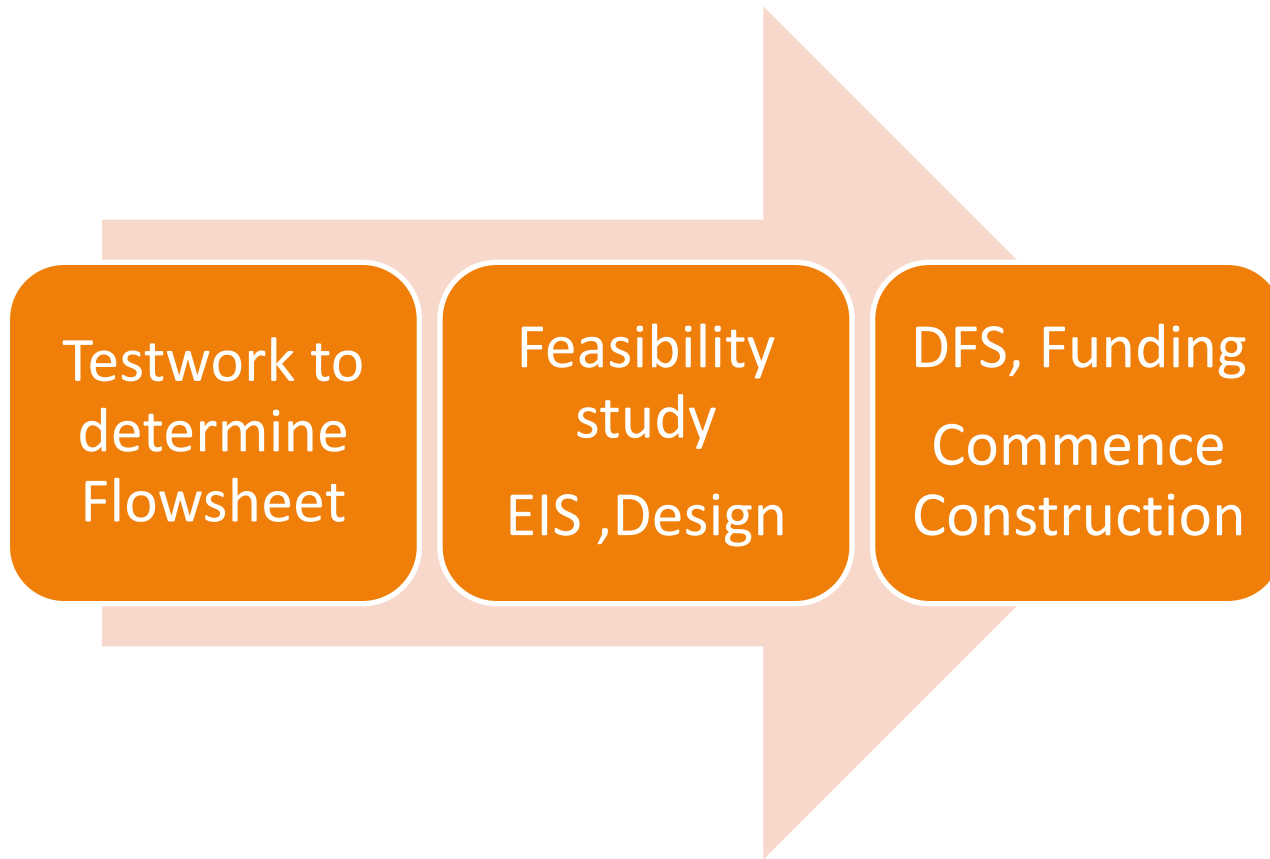 Testwork to
determine
Flowsheet
Feasibility
study
EIS ,Design
DFS, Funding
Commence
Construction